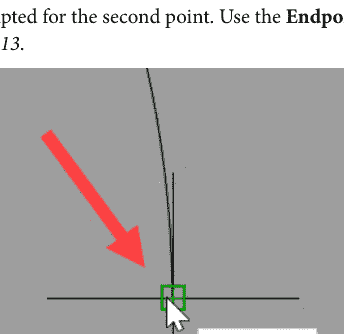 pted for the second point. Use the Endpo
13.